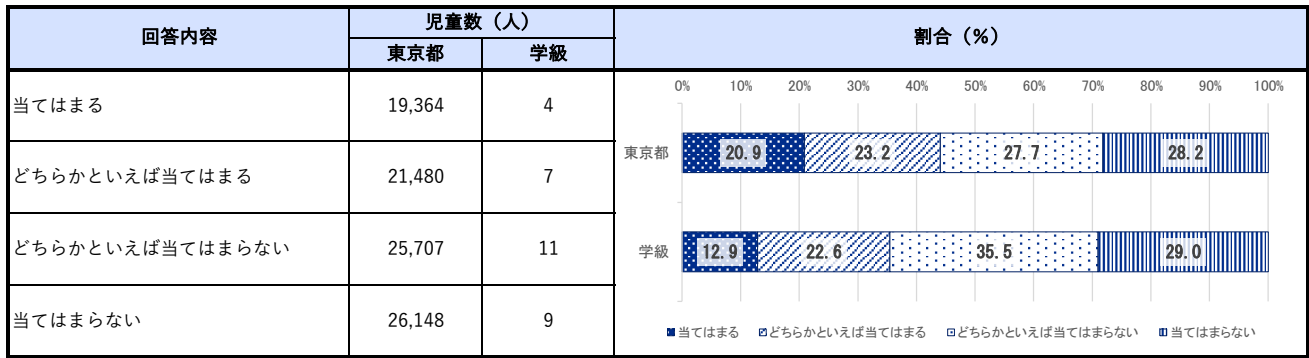 回答内容
児童数（人）
東京都
学級
割合（%）
当てはまる
19,364
4
どちらかといえば当てはまる
21,480
7
どちらかといえば当てはまらない
25,707
11
当てはまらない
26,148
9
0% 10% 20% 30% 40% 50% 60% 70% 80% 90% 100%
東京都 20.9 23.2 27.7 28.2
学級 12.9 22.6 35.5 29.0
当てはまる どちらかといえば当てはまる どちらかといえば当てはまらない 当てはまらない